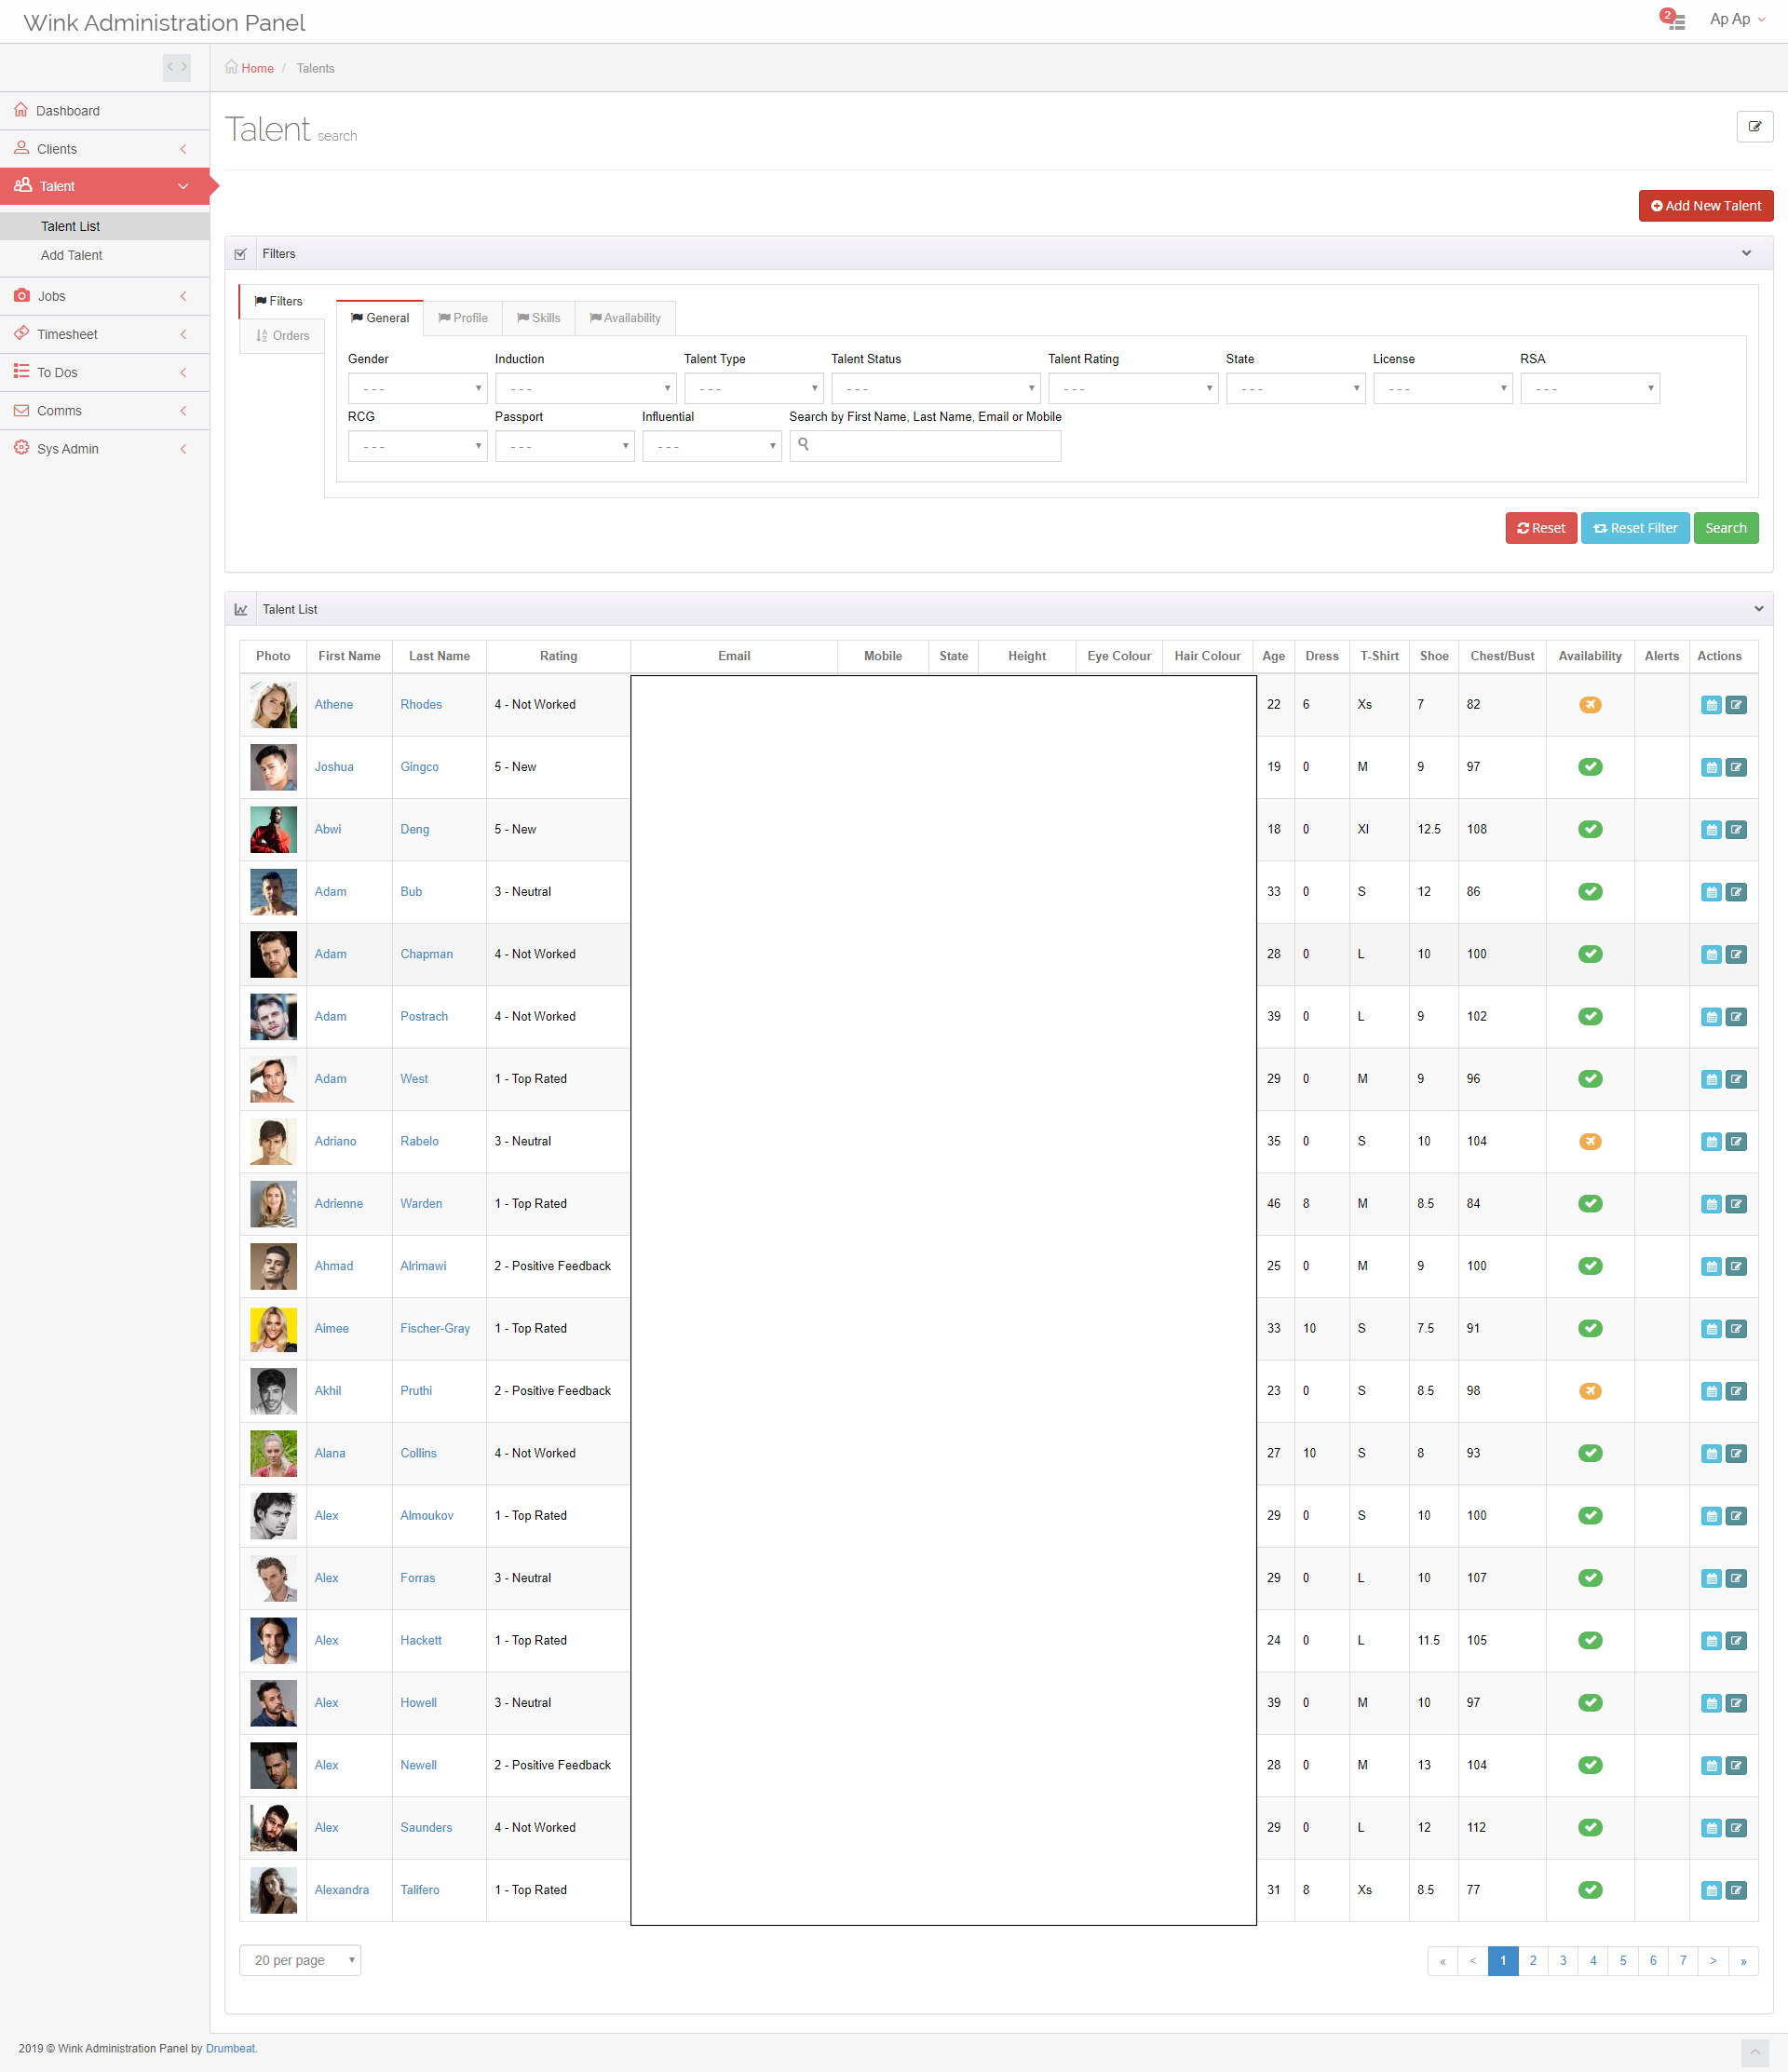 Wink Administration Panel
2
Ap Ap
Home / Talents
Dashboard
Clients
Talent
Talent List
Add Talent
Jobs
Timesheet
To Dos
Comms
Sys Admin
Talent search
Add New Talent
Filters
Filters
Orders
General Profile Skills Availability
Gender Induction Talent Type Talent Status Talent Rating State License RSA
--- --- --- --- --- --- --- ---
RCG Passport Influential Search by First Name, Last Name, Email or Mobile
--- --- ---
Reset Reset Filter Search
Talent List
Photo First Name Last Name Rating Email Mobile State Height Eye Colour Hair Colour Age Dress T-Shirt Shoe Chest/Bust Availability Alerts Actions
Athene Rhodes 4 - Not Worked 22 6 Xs 7 82
Joshua Gingco 5 - New 19 0 M 9 97
Abwi Deng 5 - New 18 0 Xl 12.5 108
Adam Bub 3 - Neutral 33 0 S 12 86
Adam Chapman 4 - Not Worked 28 0 L 10 100
Adam Postrach 4 - Not Worked 39 0 L 9 102
Adam West 1 - Top Rated 29 0 M 9 96
Adriano Rabelo 3 - Neutral 35 0 S 10 104
Adrienne Warden 1 - Top Rated 46 8 M 8.5 84
Ahmad Alrimawi 2 - Positive Feedback 25 0 M 9 100
Aimee Fischer-Gray 1 - Top Rated 33 10 S 7.5 91
Akhil Pruthi 2 - Positive Feedback 23 0 S 8.5 98
Alana Collins 4 - Not Worked 27 10 S 8 93
Alex Almoukov 1 - Top Rated 29 0 S 10 100
Alex Forras 3 - Neutral 29 0 L 10 107
Alex Hackett 1 - Top Rated 24 0 L 11.5 105
Alex Howell 3 - Neutral 39 0 M 10 97
Alex Newell 2 - Positive Feedback 28 0 M 13 104
Alex Saunders 4 - Not Worked 29 0 L 12 112
Alexandra Talifero 1 - Top Rated 31 8 Xs 8.5 77
20 per page
« < 1 2 3 4 5 6 7 > »
2019 © Wink Administration Panel by Drumbeat.